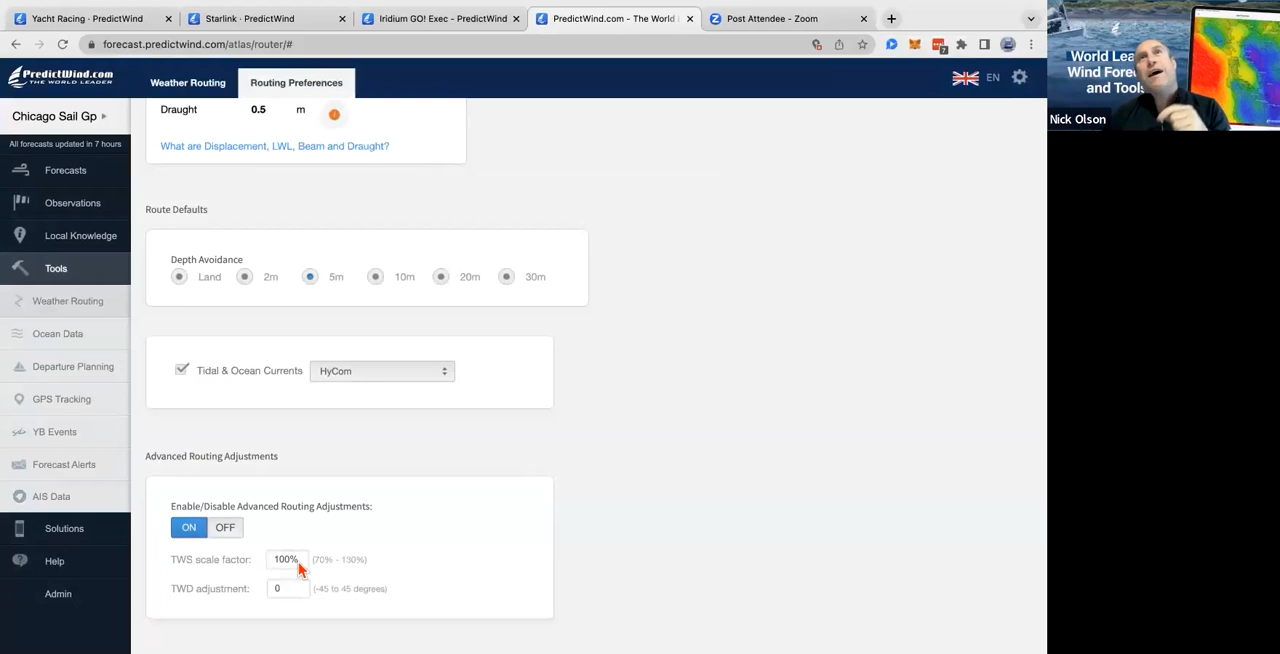 Yacht Racing · PredictWind
Starlink · PredictWind
Iridium GO! Exec - PredictWind
PredictWind.com - The World
Post Attendee - Zoom
forecast.predictwind.com/atlas/router/#
7
PredictWind.com
THE WORLD LEADER
Weather Routing
Routing Preferences
EN
Chicago Sail Gp
All forecasts updated in 7 hours
Forecasts
Observations
Local Knowledge
Tools
Weather Routing
Ocean Data
Departure Planning
GPS Tracking
YB Events
Forecast Alerts
AIS Data
Solutions
Help
Admin
Draught 0.5 m
What are Displacement, LWL, Beam and Draught?
Route Defaults
Depth Avoidance
Land 2m 5m 10m 20m 30m
Tidal & Ocean Currents HyCom
Advanced Routing Adjustments
Enable/Disable Advanced Routing Adjustments:
ON OFF
TWS scale factor: 100% (70% - 130%)
TWD adjustment: 0 (-45 to 45 degrees)
World Lea
Wind Fore
and Tools
Nick Olson